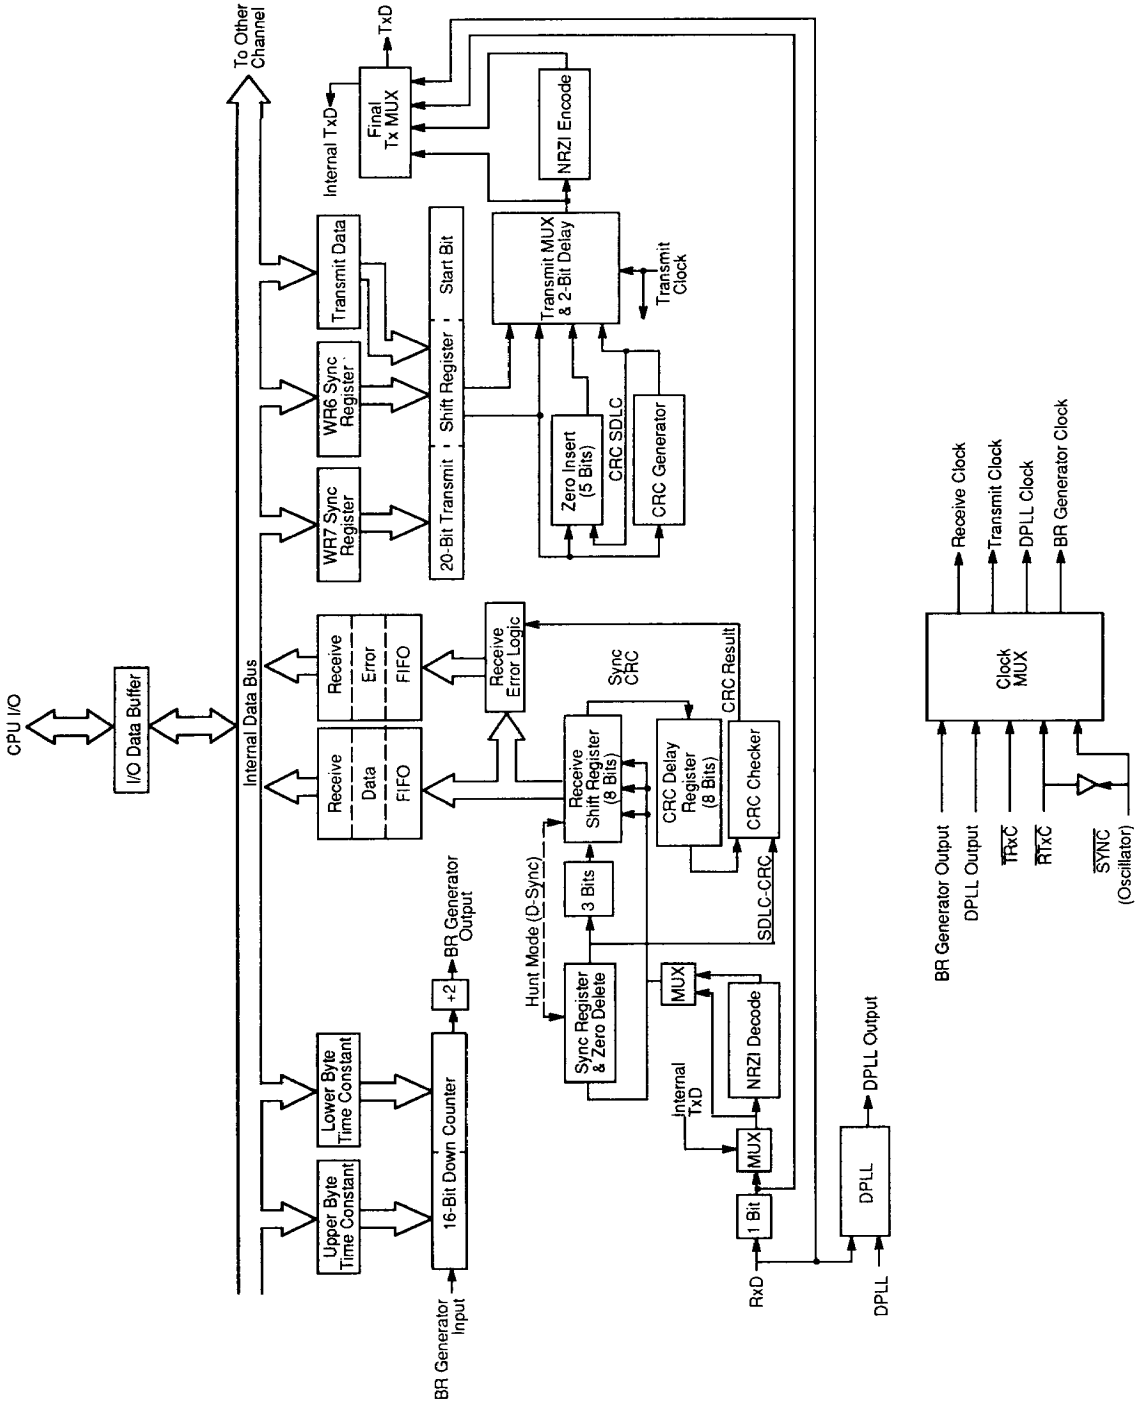 CPU I/O
I/O Data Buffer
Internal Data Bus
To Other
Channel
Upper Byte
Time Constant
Lower Byte
Time Constant
16-Bit Down Counter
BR Generator
Input
+2
BR Generator
Output
Receive
Data
FIFO
Receive
Error
FIFO
Receive
Error Logic
WR7 Sync
Register
WR6 Sync
Register
Transmit Data
20-Bit Transmit
Shift Register
Start Bit
Internal TxD
TxD
Final
Tx MUX
NRZI Encode
Transmit MUX
& 2-Bit Delay
Transmit
Clock
Zero Insert
(5 Bits)
CRC SDLC
CRC Generator
Hunt Mode (D-Sync)
Sync Register
& Zero Delete
3 Bits
Receive
Shift Register
(8 Bits)
Sync
CRC
CRC Delay
Register
(8 Bits)
CRC Checker
CRC Result
SDLC-CRC
MUX
NRZI Decode
Internal
TxD
MUX
1 Bit
RxD
DPLL
DPLL
DPLL Output
BR Generator Output
DPLL Output
TRxC
RTxC
SYNC
(Oscillator)
Clock
MUX
Receive Clock
Transmit Clock
DPLL Clock
BR Generator Clock